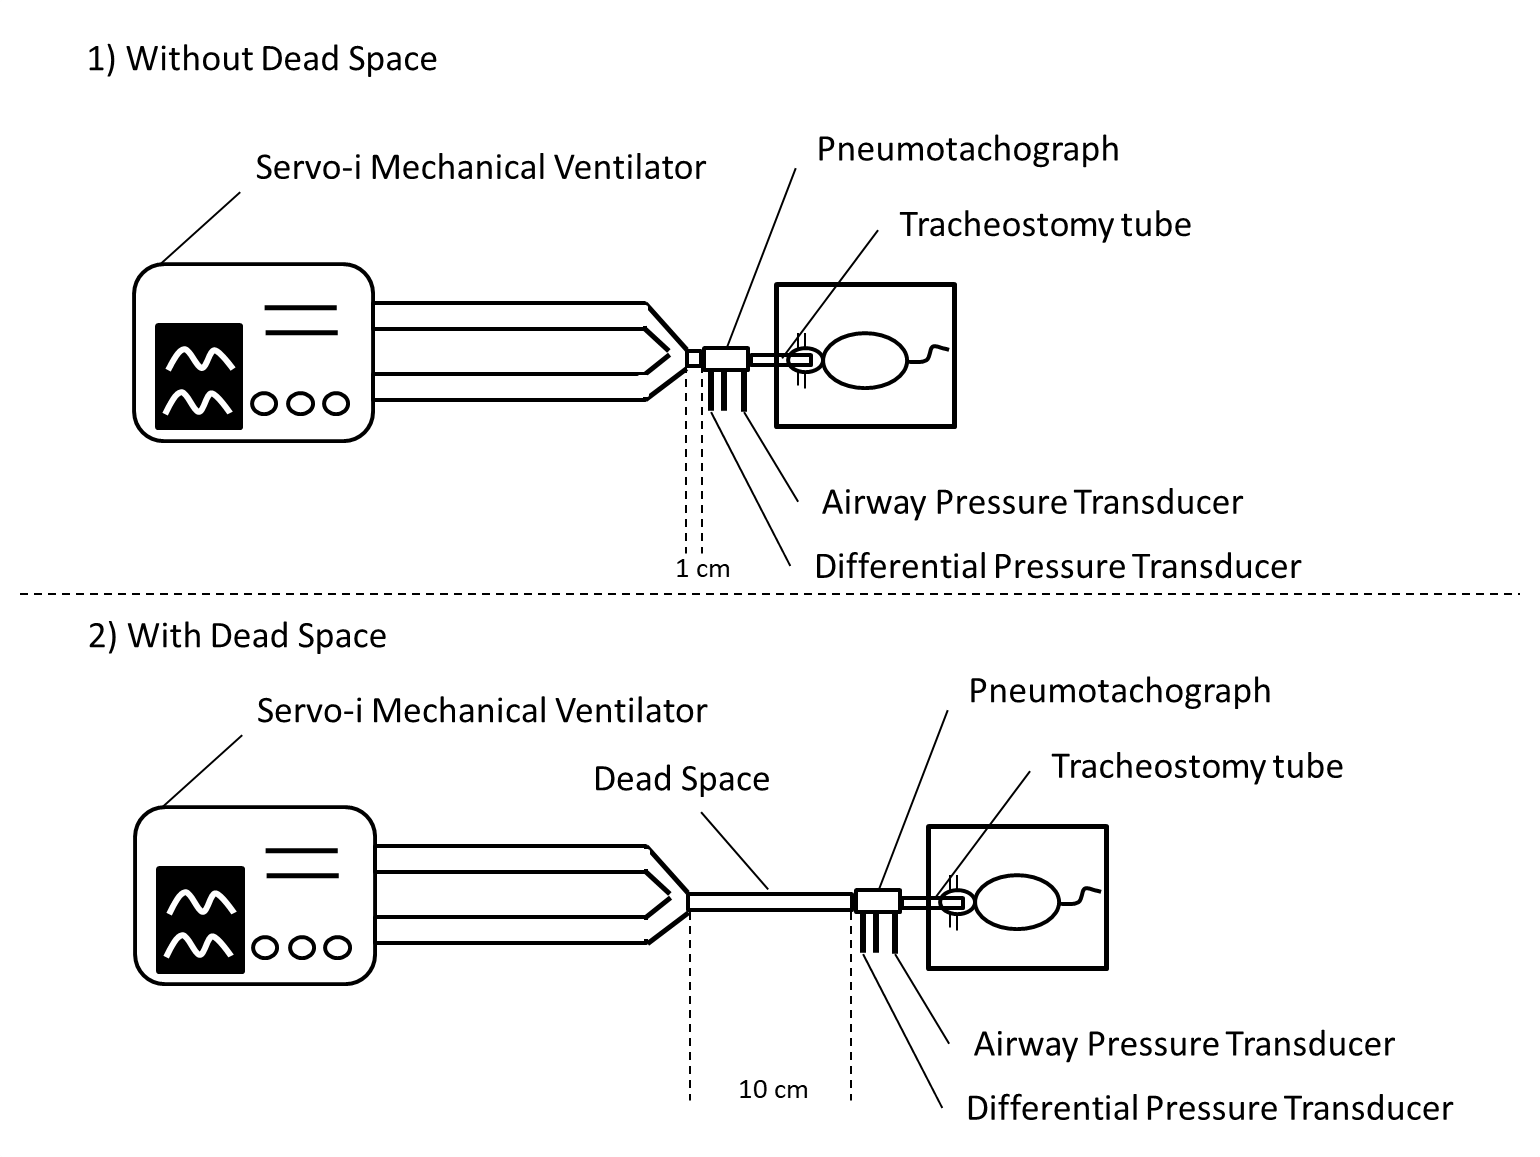 1) Without Dead Space
Pneumotachograph
Servo-i Mechanical Ventilator
Tracheostomy tube
Airway Pressure Transducer
1 cm
Differential Pressure Transducer
2) With Dead Space
Pneumotachograph
Servo-i Mechanical Ventilator
Tracheostomy tube
Dead Space
Airway Pressure Transducer
10 cm
Differential Pressure Transducer